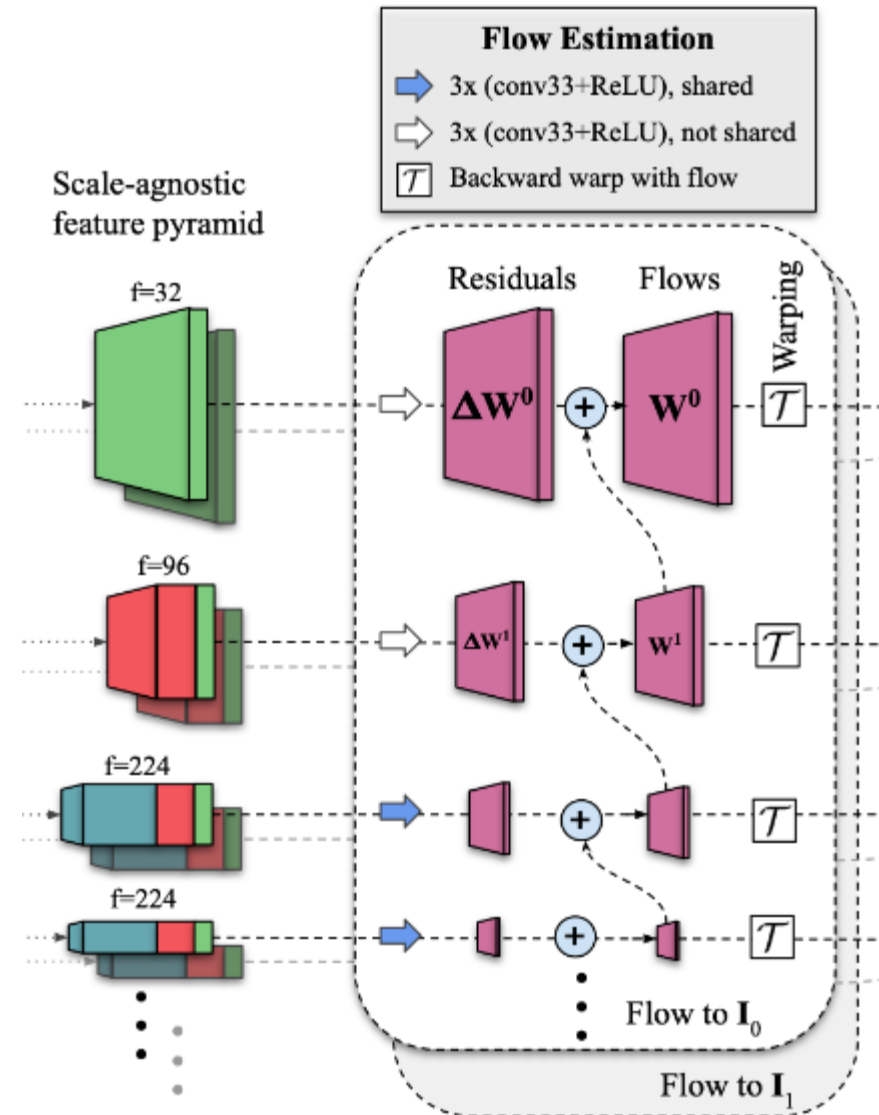 Flow Estimation
3x (conv33+ReLU), shared
3x (conv33+ReLU), not shared
T Backward warp with flow
Scale-agnostic
feature pyramid
Residuals
Flows
Warping
f=32
ΔW⁰
+
W⁰
T
f=96
ΔW¹
+
W¹
T
f=224
+
T
f=224
+
T
Flow to I₀
Flow to I₁